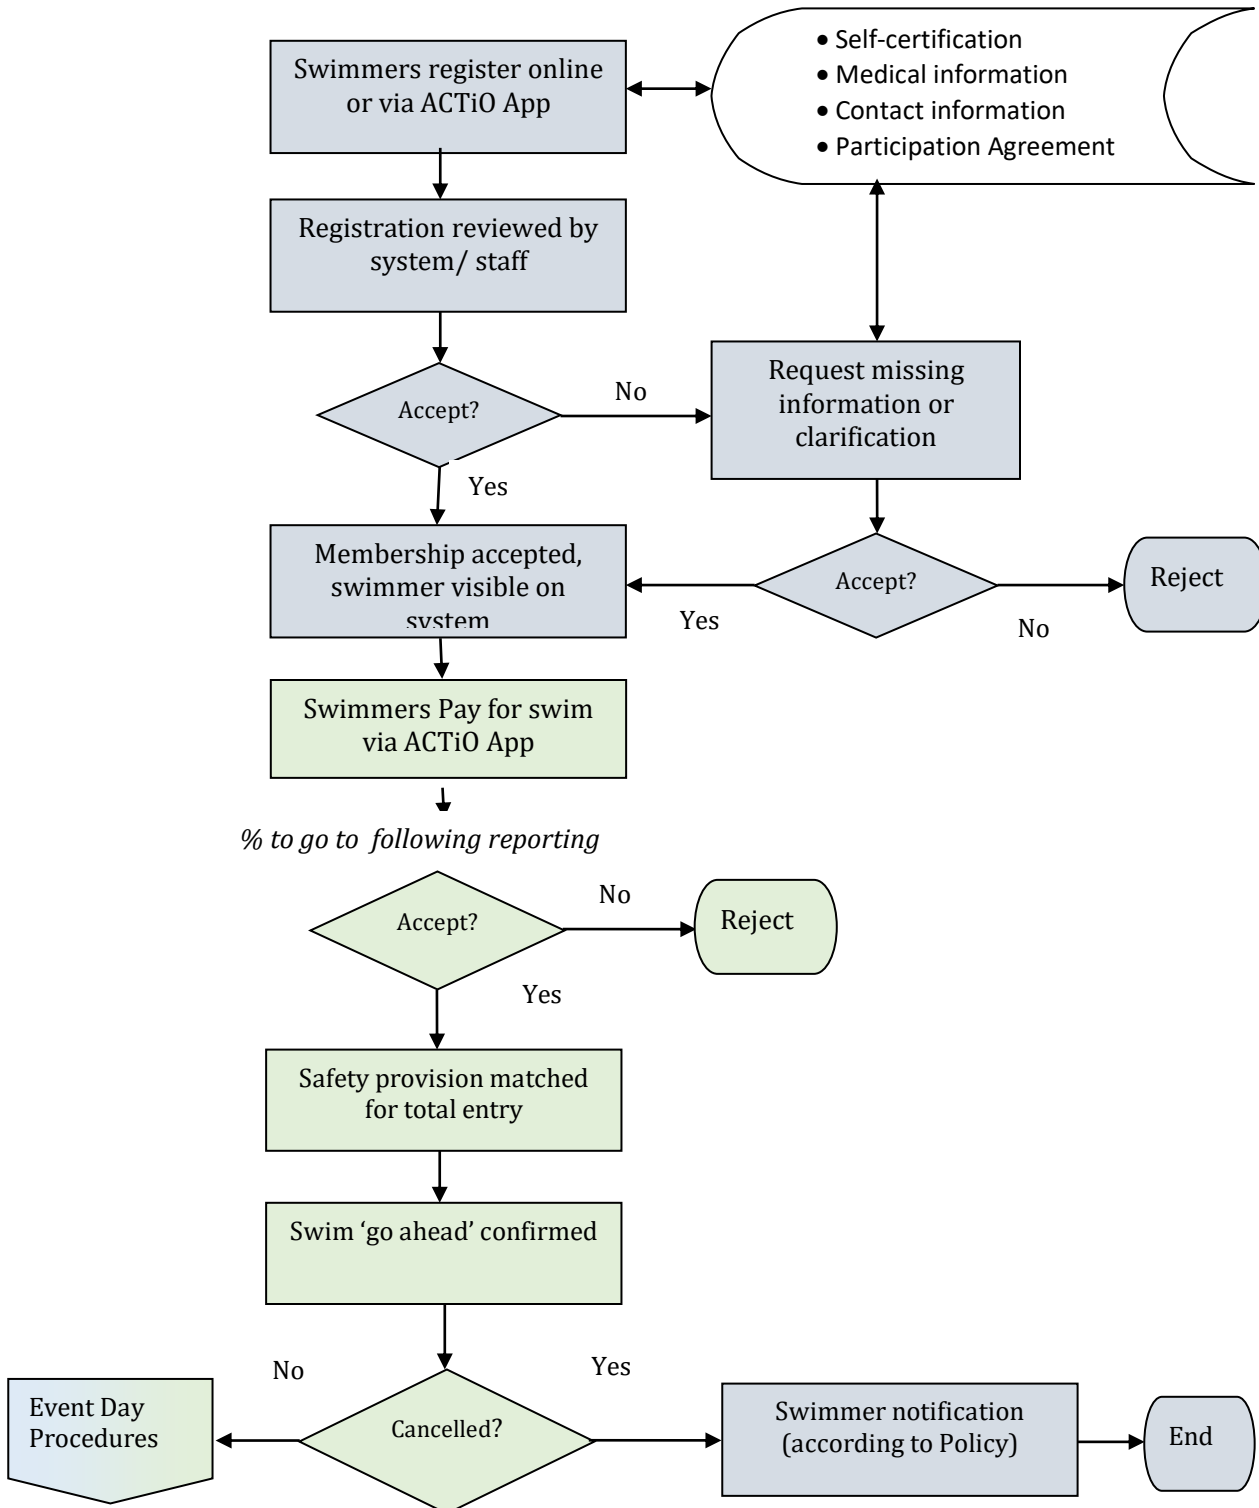 Swimmers register online
or via ACTiO App
• Self-certification
• Medical information
• Contact information
• Participation Agreement
Registration reviewed by
system/ staff
Accept?
No
Request missing
information or
clarification
Yes
Membership accepted,
swimmer visible on
system
Yes
Accept?
No
Reject
Swimmers Pay for swim
via ACTiO App
% to go to  following reporting
Accept?
No
Reject
Yes
Safety provision matched
for total entry
Swim ‘go ahead’ confirmed
No
Yes
Event Day
Procedures
Cancelled?
Swimmer notification
(according to Policy)
End